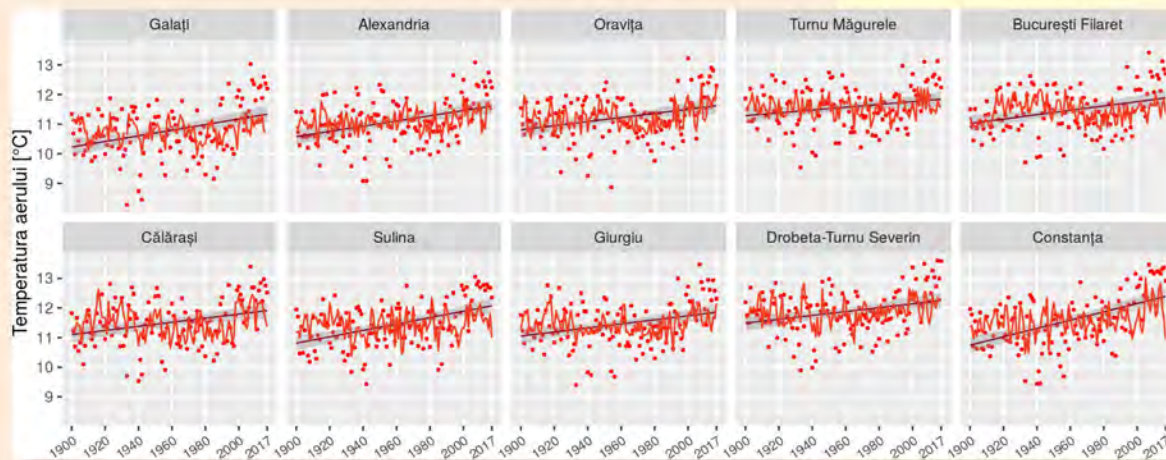 Galați Alexandria Oravița Turnu Măgurele București Filaret
13
12
11
10
9
Călărași Sulina Giurgiu Drobeta-Turnu Severin Constanța
13
12
11
10
9
Temperatura aerului [°C]
1900 1920 1940 1960 1980 2000 2017 1900 1920 1940 1960 1980 2000 2017 1900 1920 1940 1960 1980 2000 2017 1900 1920 1940 1960 1980 2000 2017 1900 1920 1940 1960 1980 2000 2017